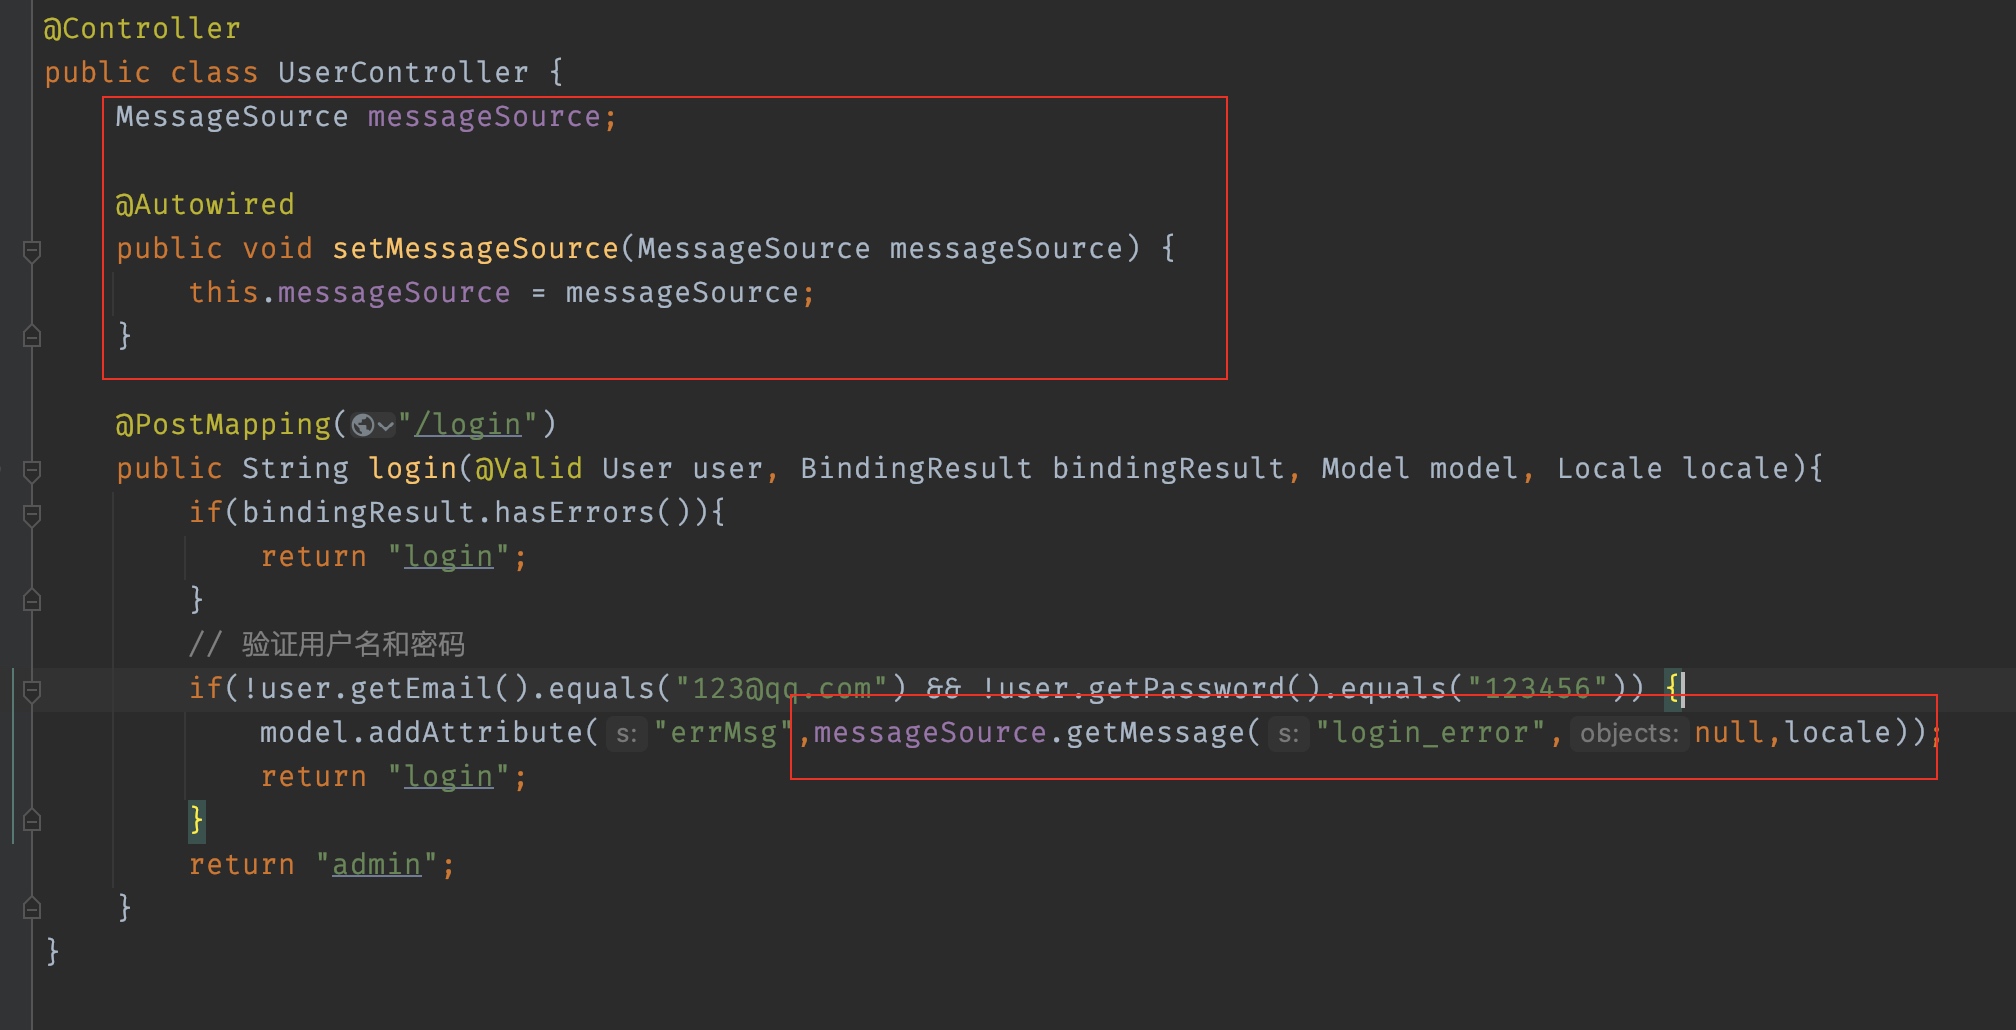 @Controller
public class UserController {
    MessageSource messageSource;

    @Autowired
    public void setMessageSource(MessageSource messageSource) {
        this.messageSource = messageSource;
    }

    @PostMapping("/login")
    public String login(@Valid User user, BindingResult bindingResult, Model model, Locale locale){
        if(bindingResult.hasErrors()){
            return "login";
        }
        // 验证用户名和密码
        if(!user.getEmail().equals("123@qq.com") && !user.getPassword().equals("123456")) {
            model.addAttribute( s: "errMsg",messageSource.getMessage( s: "login_error", objects: null,locale));
            return "login";
        }
        return "admin";
    }
}